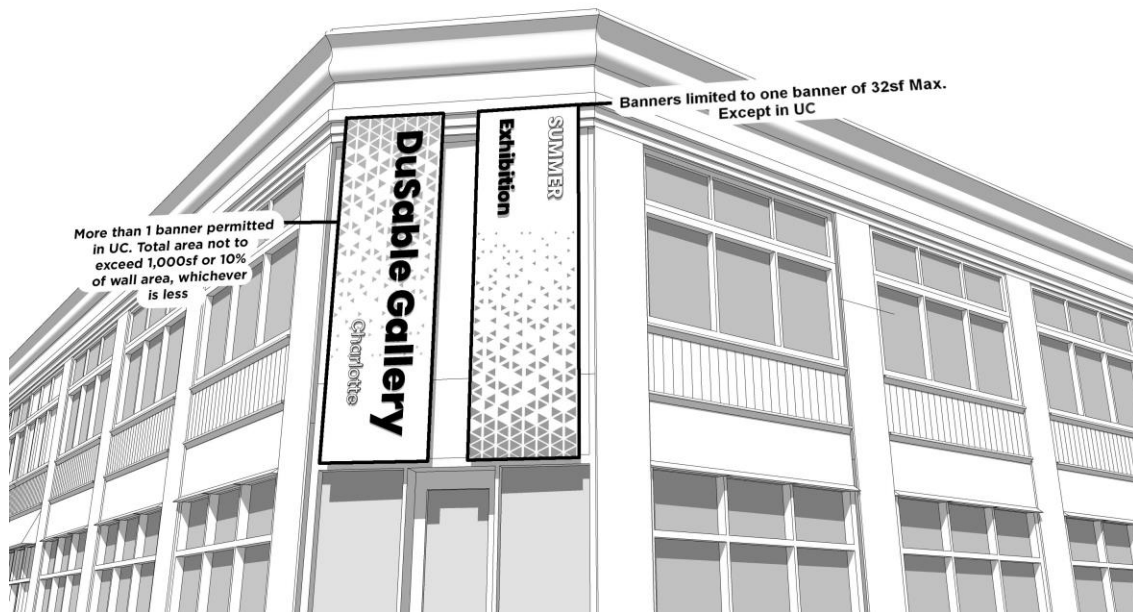 Banners limited to one banner of 32sf Max.
Except in UC
More than 1 banner permitted
in UC. Total area not to
exceed 1,000sf or 10%
of wall area, whichever
is less
DuSable Gallery
Charlotte
SUMMER
Exhibition